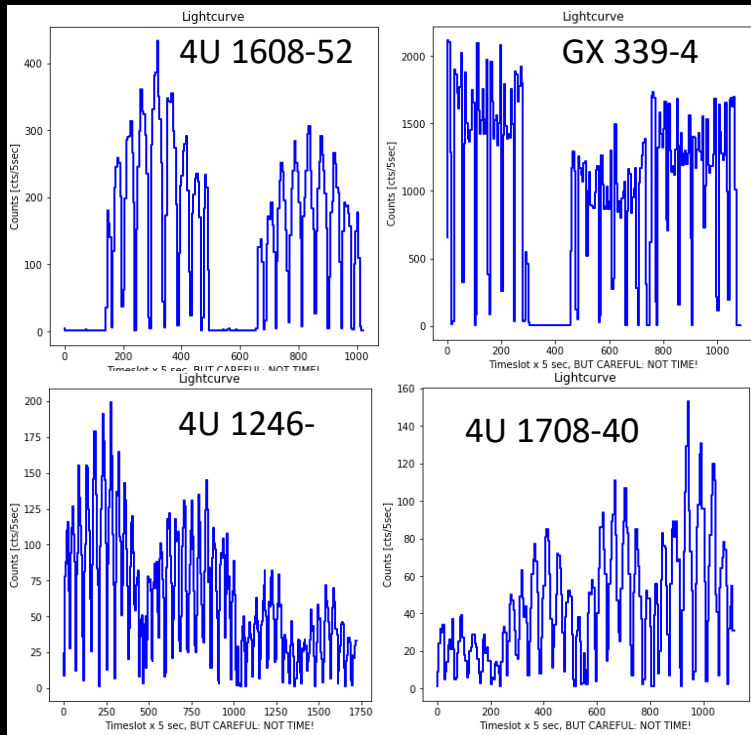 Lightcurve
4U 1608-52
Counts [cts/5sec]
400
300
200
100
0
0 200 400 600 800 1000
Timeslot x 5 sec, BUT CAREFUL: NOT TIME!
Lightcurve
GX 339-4
Counts [cts/5sec]
2000
1500
1000
500
0
0 200 400 600 800 1000
Timeslot x 5 sec, BUT CAREFUL: NOT TIME!
Lightcurve
4U 1246-
Counts [cts/5sec]
200
175
150
125
100
75
50
25
0
0 250 500 750 1000 1250 1500 1750
Timeslot x 5 sec, BUT CAREFUL: NOT TIME!
Lightcurve
4U 1708-40
Counts [cts/5sec]
160
140
120
100
80
60
40
20
0
0 200 400 600 800 1000
Timeslot x 5 sec, BUT CAREFUL: NOT TIME!